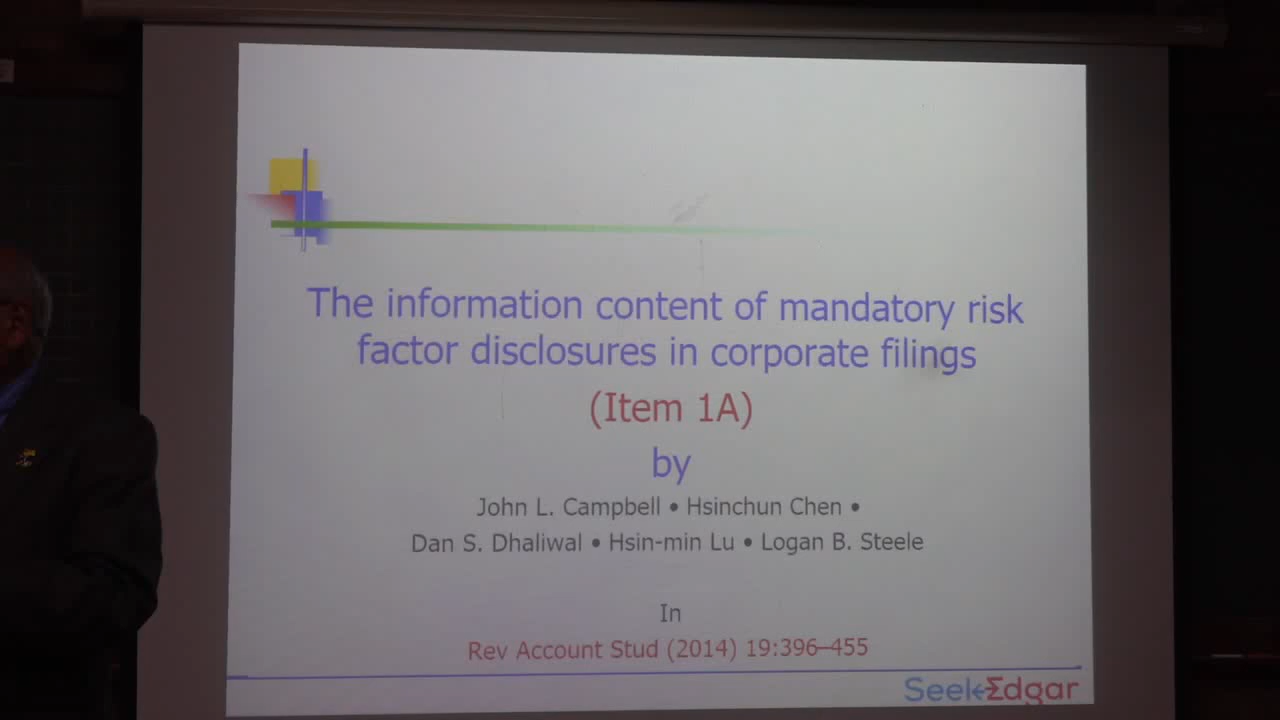 The information content of mandatory risk
factor disclosures in corporate filings
(Item 1A)
by
John L. Campbell • Hsinchun Chen •
Dan S. Dhaliwal • Hsin-min Lu • Logan B. Steele
In
Rev Account Stud (2014) 19:396–455
SeekEdgar